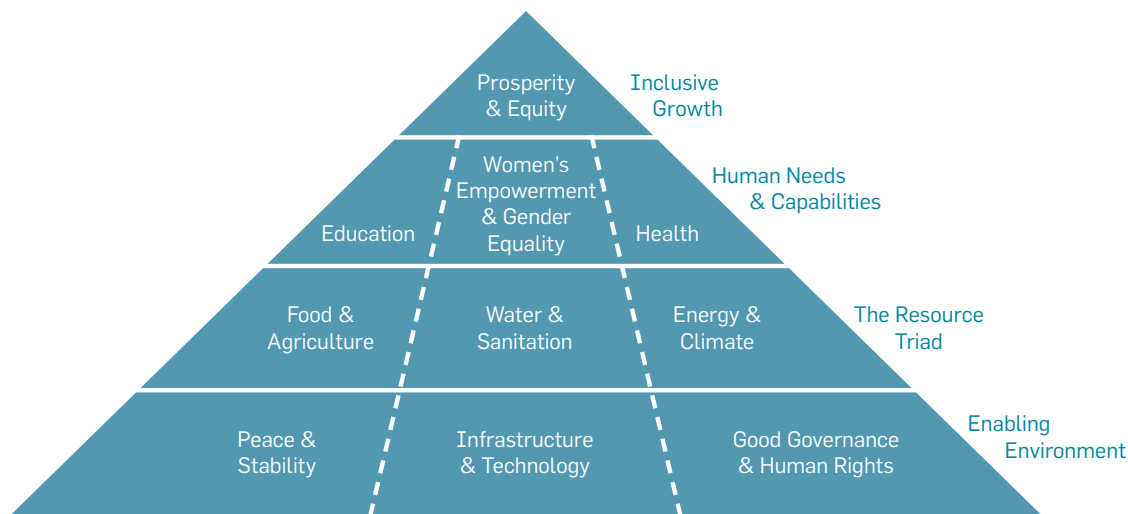 Prosperity
& Equity
Inclusive
Growth
Women's
Empowerment
& Gender
Equality
Education
Health
Human Needs
& Capabilities
Food &
Agriculture
Water &
Sanitation
Energy &
Climate
The Resource
Triad
Peace &
Stability
Infrastructure
& Technology
Good Governance
& Human Rights
Enabling
Environment